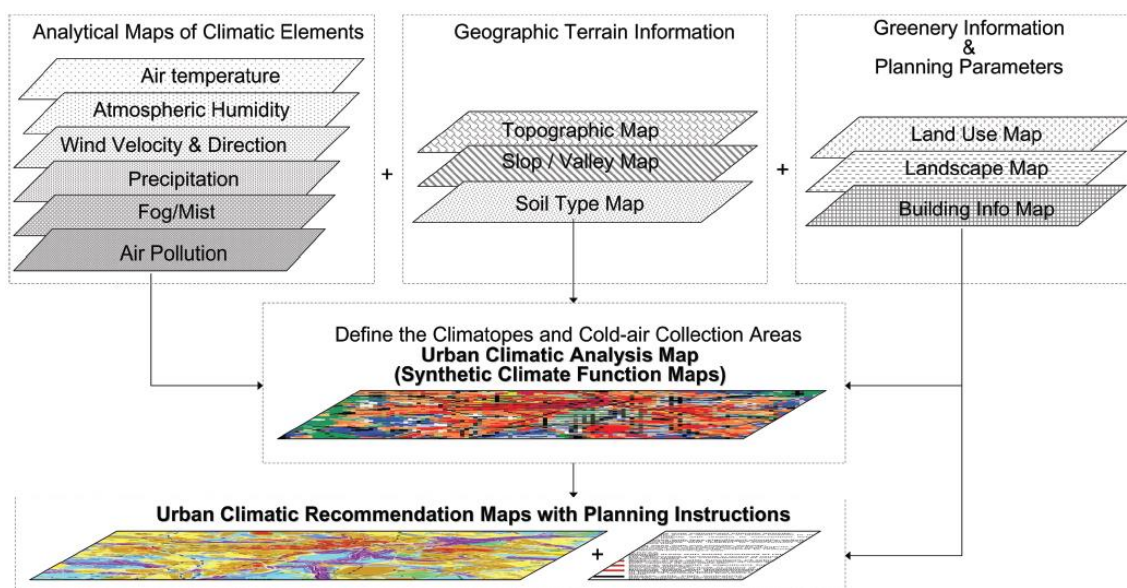 Analytical Maps of Climatic Elements
Air temperature
Atmospheric Humidity
Wind Velocity & Direction
Precipitation
Fog/Mist
Air Pollution
+
Geographic Terrain Information
Topographic Map
Slop / Valley Map
Soil Type Map
+
Greenery Information
&
Planning Parameters
Land Use Map
Landscape Map
Building Info Map
Define the Climatopes and Cold-air Collection Areas
Urban Climatic Analysis Map
(Synthetic Climate Function Maps)
Urban Climatic Recommendation Maps with Planning Instructions
+